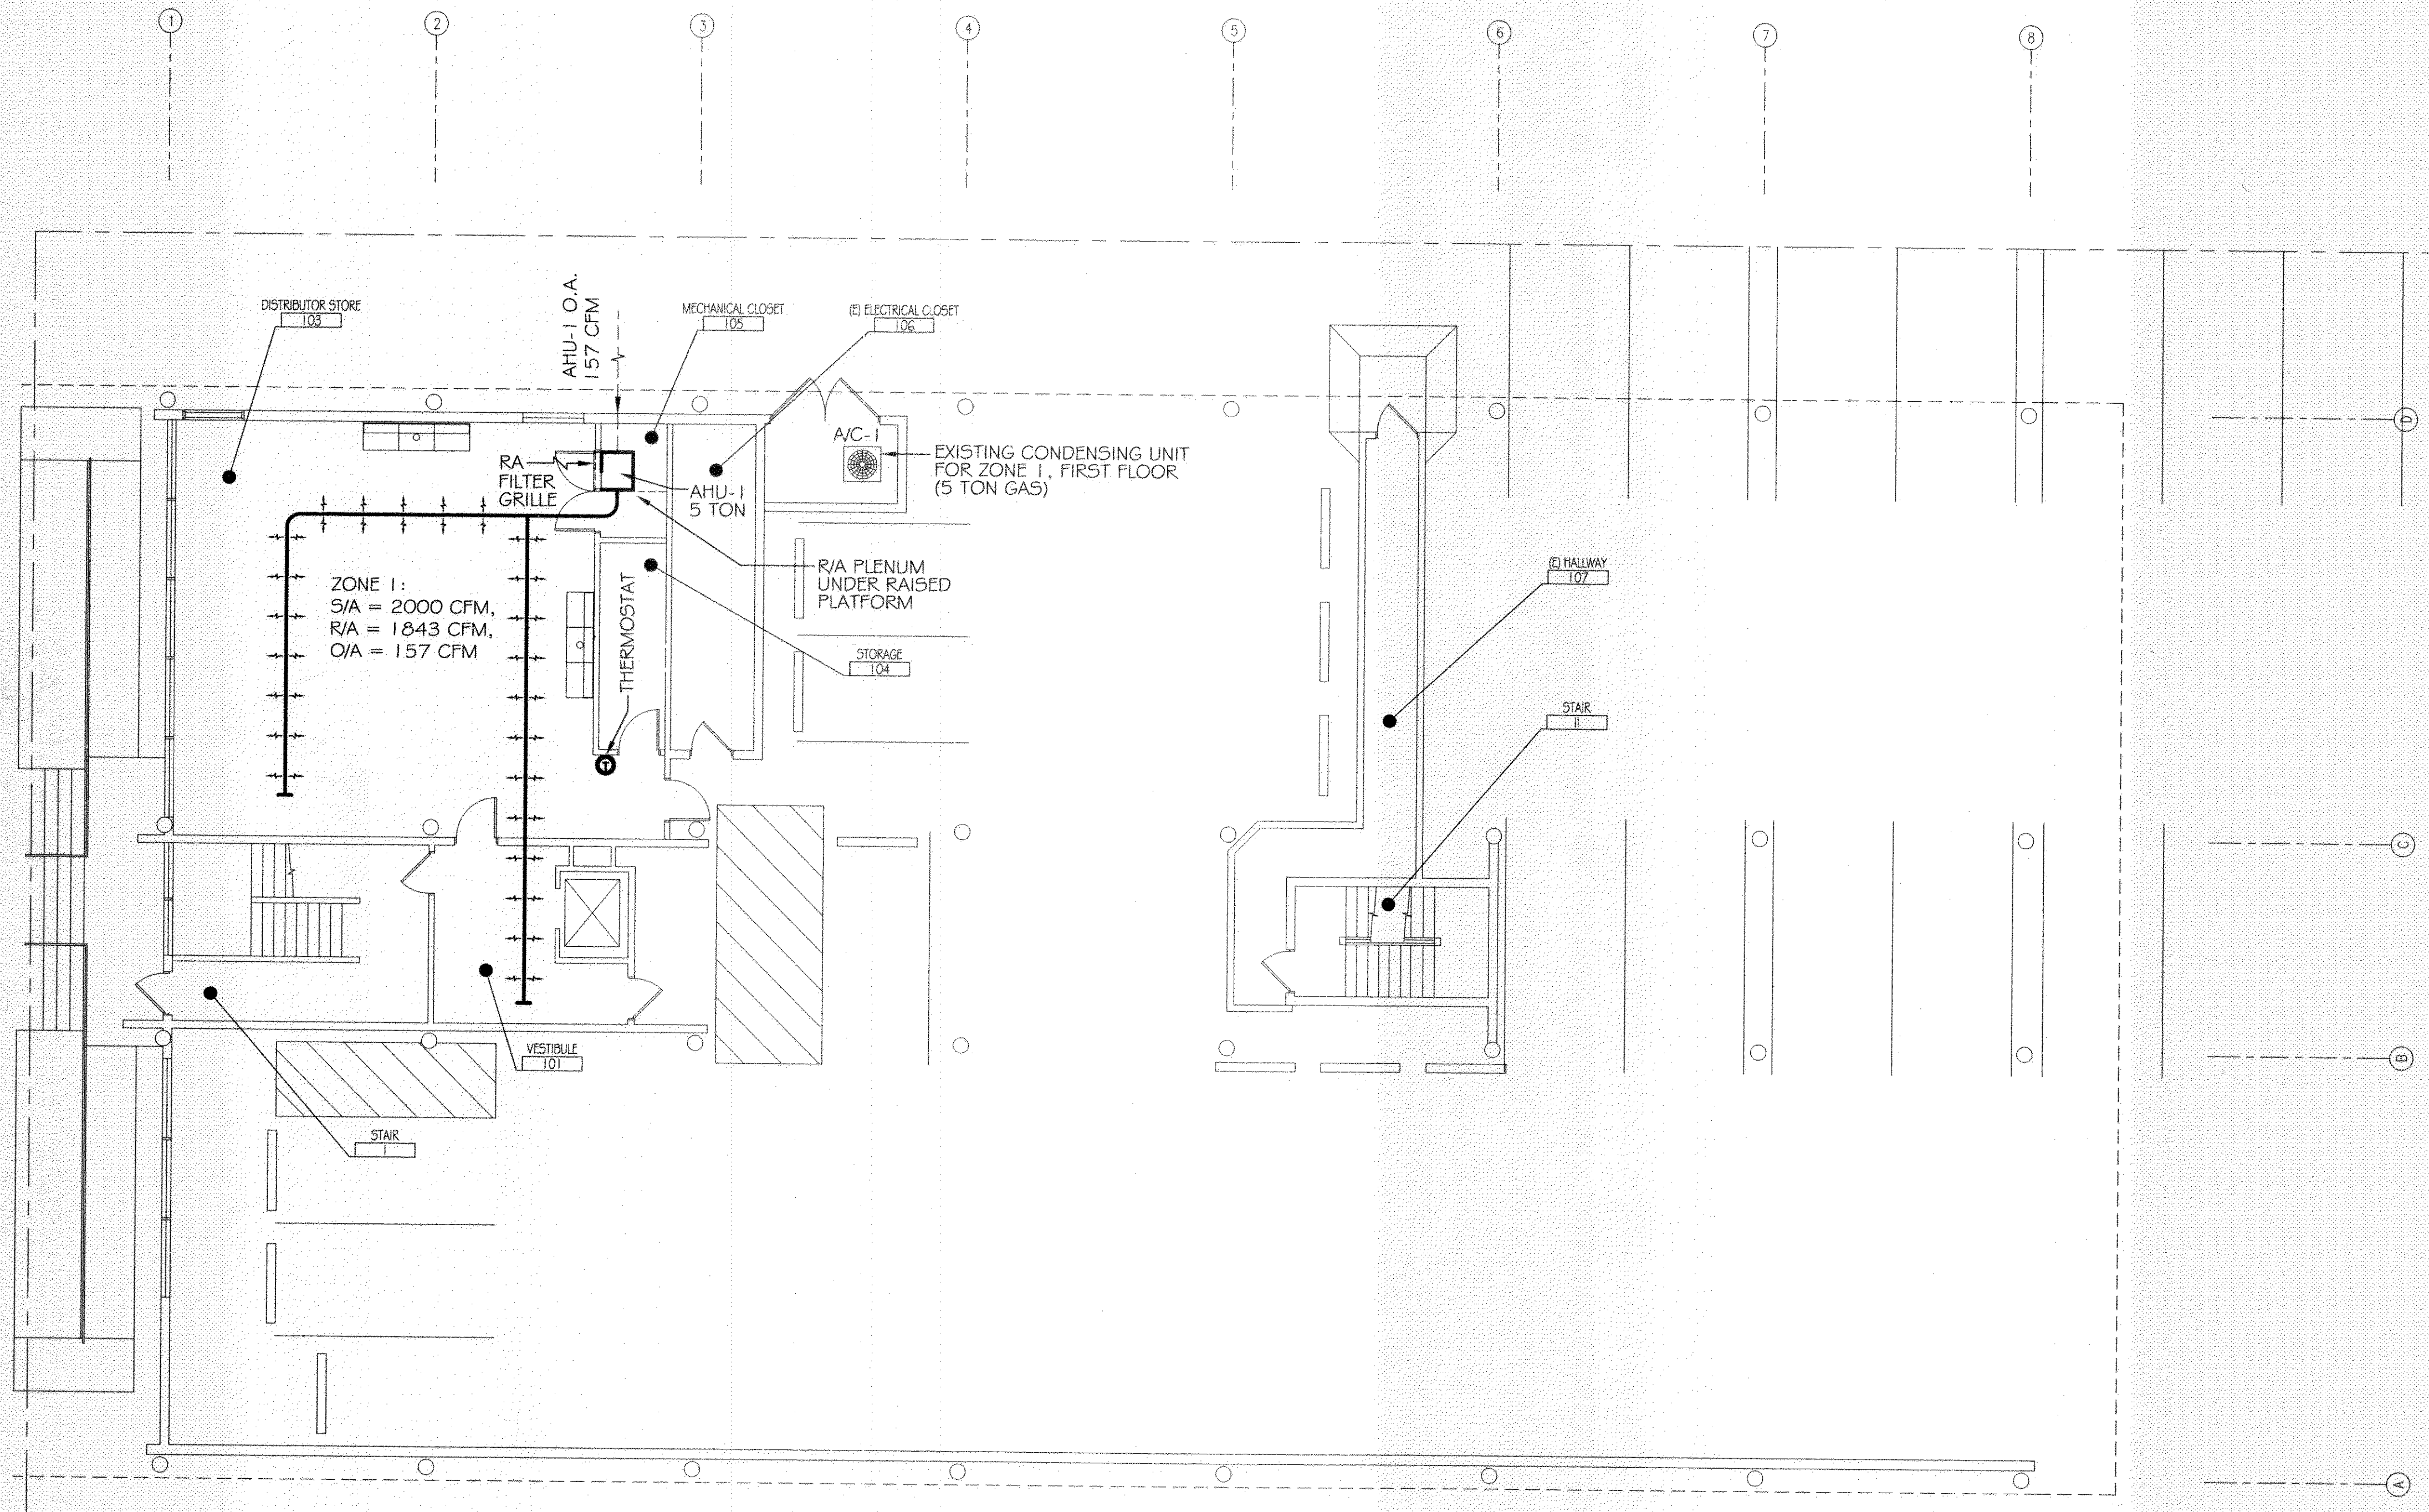 1
2
3
4
5
6
7
8
DISTRIBUTOR STORE
103
AHU-1 O.A.
157 CFM
MECHANICAL CLOSET
105
(E) ELECTRICAL CLOSET
106
D
A/C-1
EXISTING CONDENSING UNIT
FOR ZONE 1, FIRST FLOOR
(5 TON GAS)
RA
FILTER
GRILLE
AHU-1
5 TON
R/A PLENUM
UNDER RAISED
PLATFORM
(E) HALLWAY
107
ZONE 1:
S/A = 2000 CFM,
R/A = 1843 CFM,
O/A = 157 CFM
THERMOSTAT
STORAGE
104
STAIR
II
T
C
VESTIBULE
101
B
STAIR
I
A